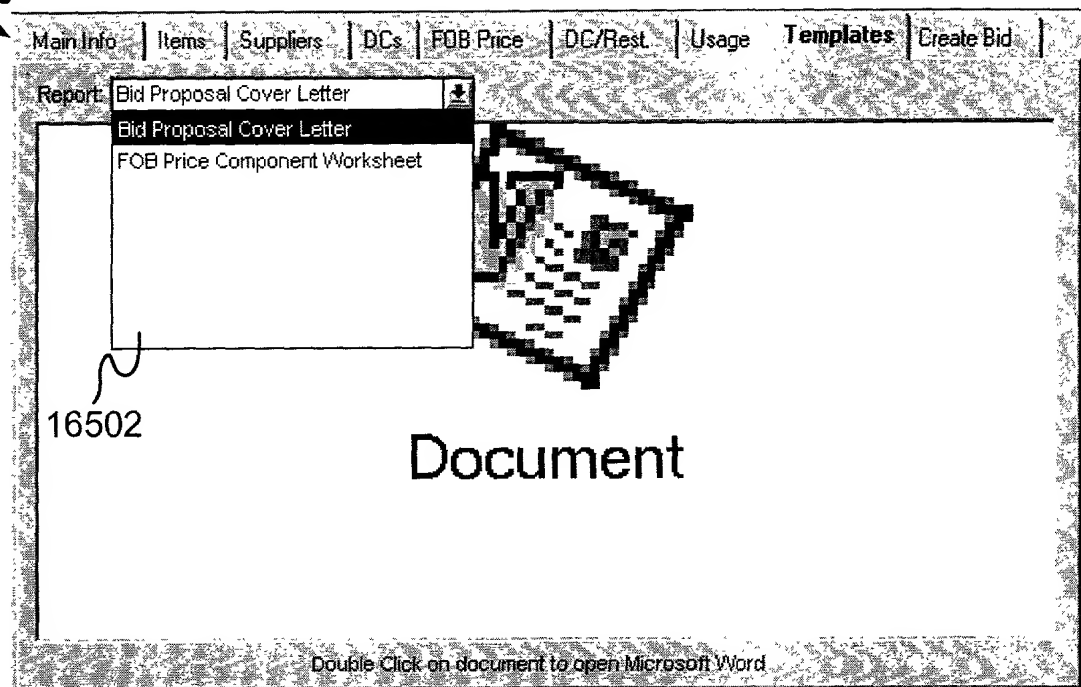 Main Info Items Suppliers DCs FOB Price DC/Rest. Usage Templates Create Bid
Report: Bid Proposal Cover Letter
Bid Proposal Cover Letter
FOB Price Component Worksheet
16502
Document
Double Click on document to open Microsoft Word